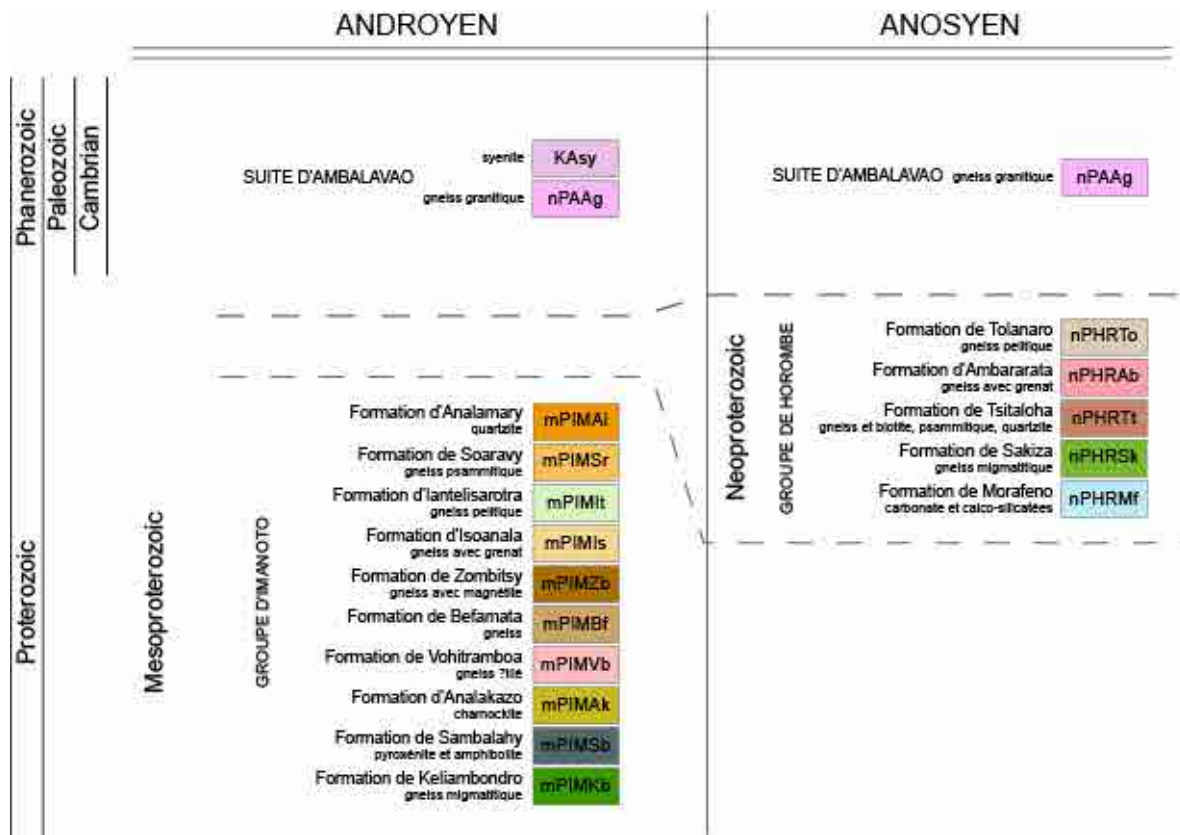 ANDROYEN
ANOSYEN
Phanerozoic
Paleozoic
Cambrian
Proterozoic
SUITE D'AMBALAVAO
syenite
KAsy
gneiss granitique
nPAAg
SUITE D'AMBALAVAO
gneiss granitique
nPAAg
Mesoproterozoic
GROUPE D'IMANOTO
Formation d'Analamary
quartzite
mPIMAl
Formation de Soaravy
gneiss psammitique
mPIMSr
Formation d'Iantelisarotra
gneiss pelitique
mPIMIt
Formation d'Isoanala
gneiss avec grenat
mPIMIs
Formation de Zombitsy
gneiss avec magnétite
mPIMZb
Formation de Befamata
gneiss
mPIMBf
Formation de Vohitramboa
gneiss ?tilé
mPIMVb
Formation d'Analakazo
charnockite
mPIMAk
Formation de Sambalahy
pyroxénite et amphibolite
mPIMSb
Formation de Keliambondro
gneiss migmatitique
mPIMKb
Neoproterozoic
GROUPE DE HOROMBE
Formation de Tolanaro
gneiss pelitique
nPHRTo
Formation d'Ambararata
gneiss avec grenat
nPHRAb
Formation de Tsitaloha
gneiss et biotite, psammitique, quartzite
nPHRTt
Formation de Sakiza
gneiss migmatitique
nPHRSk
Formation de Morafeno
carbonate et calco-silicatées
nPHRMf